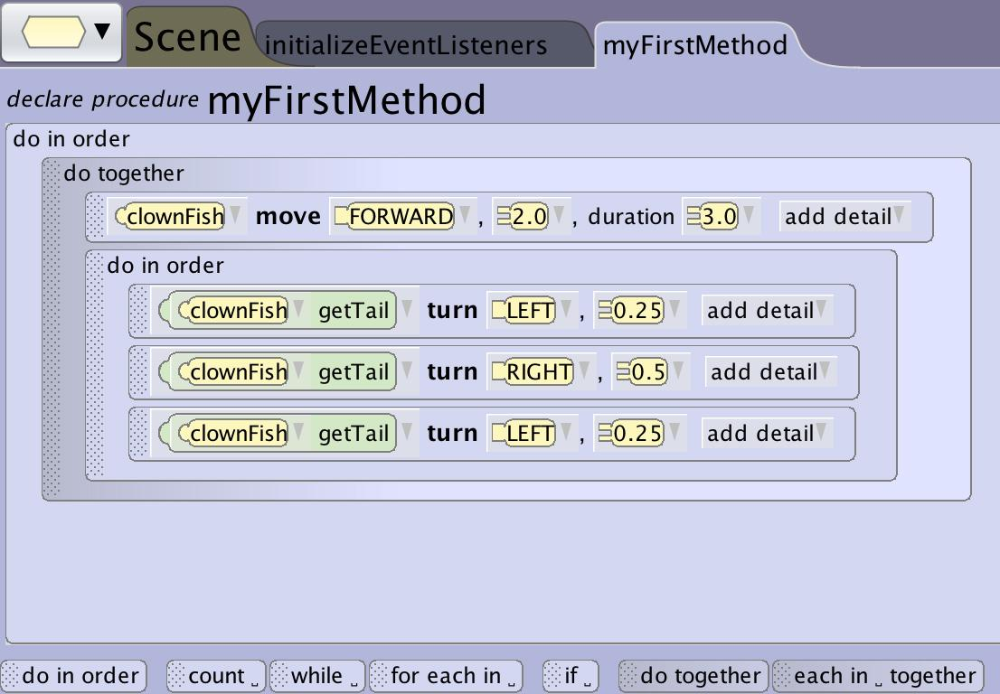 Scene initializeEventListeners myFirstMethod
declare procedure myFirstMethod
do in order
do together
clownFish move FORWARD , 2.0 , duration 3.0 add detail
do in order
clownFish getTail turn LEFT , 0.25 add detail
clownFish getTail turn RIGHT , 0.5 add detail
clownFish getTail turn LEFT , 0.25 add detail
do in order count ␣ while ␣ for each in ␣ if ␣ do together each in ␣ together